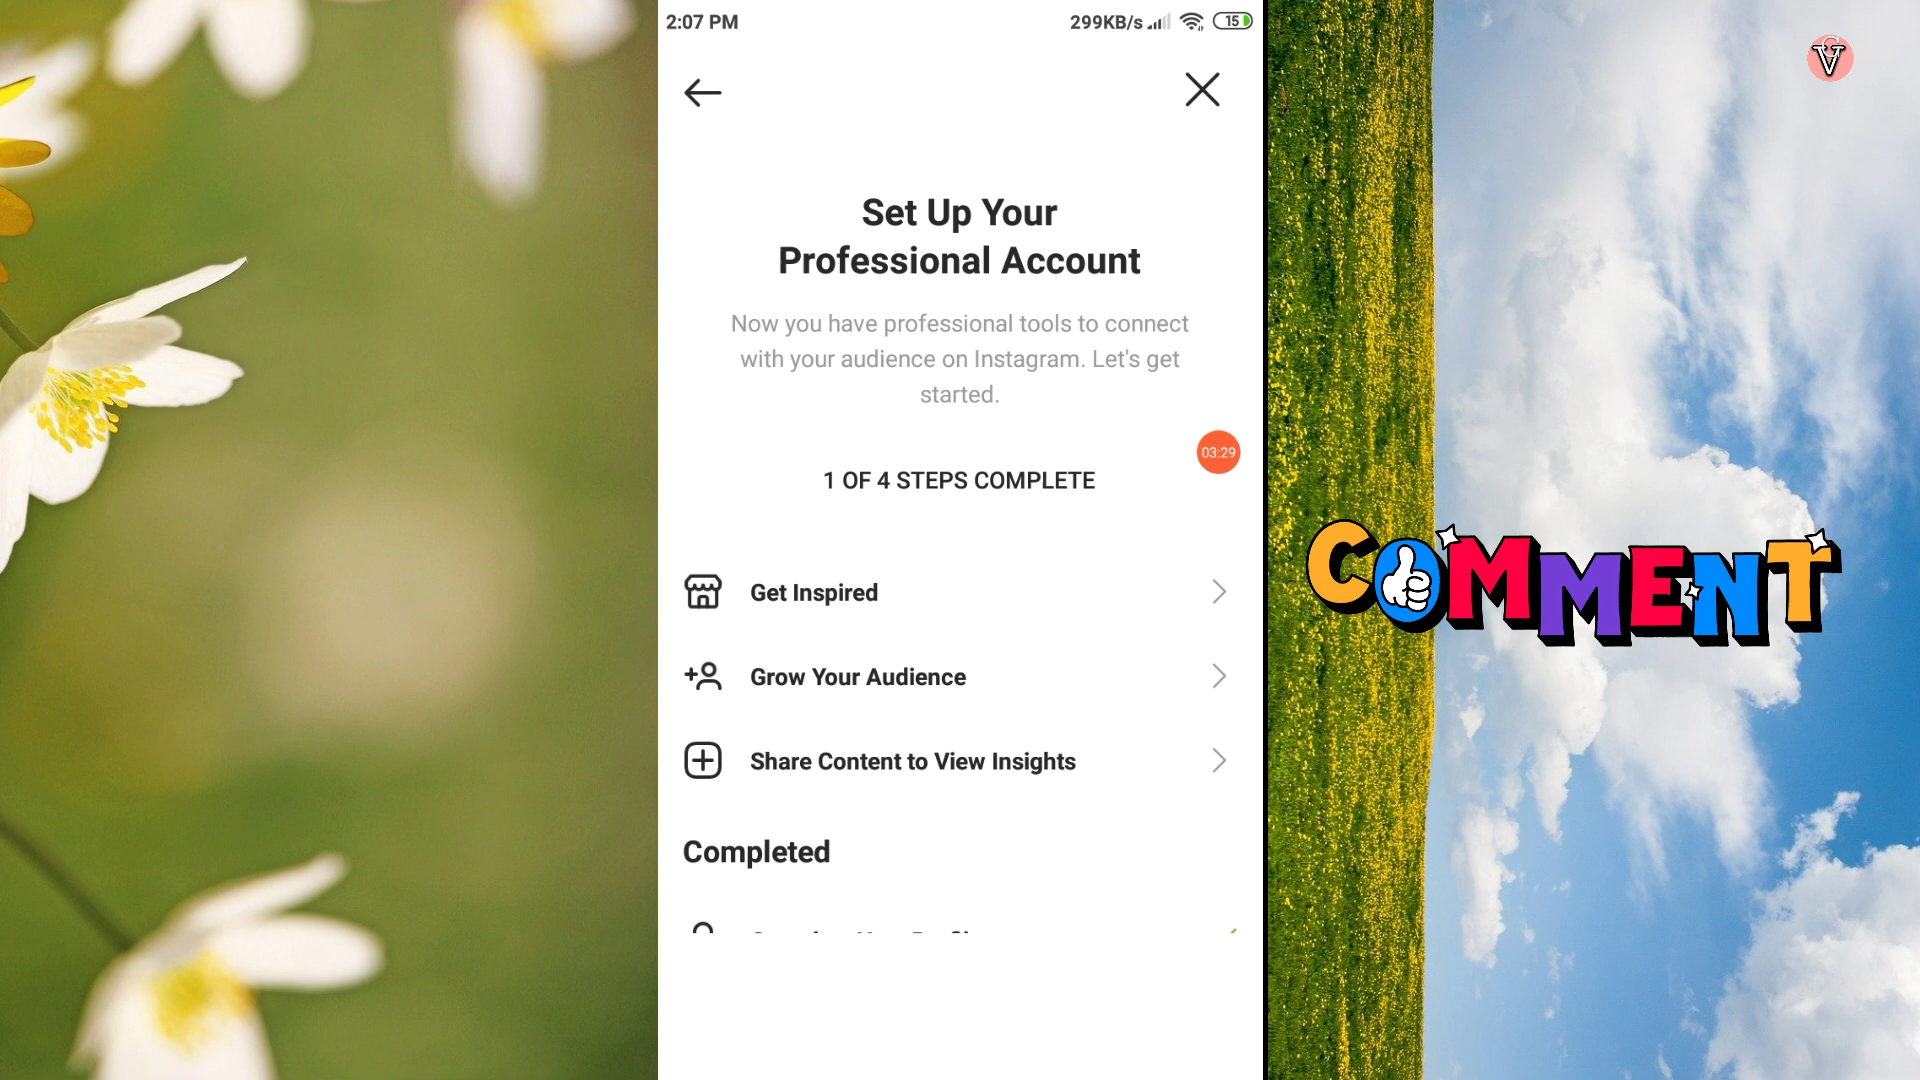 2:07 PM
299KB/s
15
Set Up Your
Professional Account
Now you have professional tools to connect
with your audience on Instagram. Let's get
started.
03:29
1 OF 4 STEPS COMPLETE
Get Inspired
Grow Your Audience
Share Content to View Insights
Completed
COMMENT